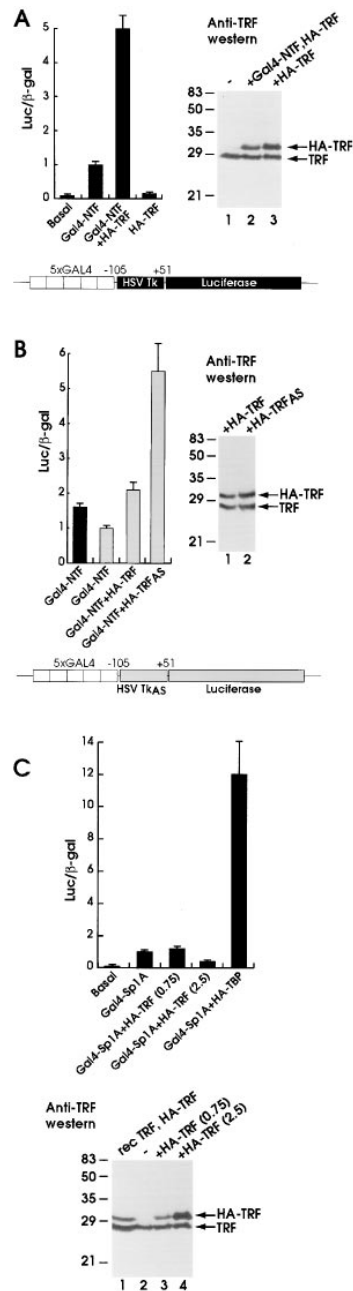 A
Luc/β-gal
5
4
3
2
1
0
Basal
Gal4-NTF
Gal4-NTF
+HA-TRF
HA-TRF
Anti-TRF
western
-
+Gal4-NTF,HA-TRF
+HA-TRF
83
50
35
29
21
HA-TRF
TRF
1 2 3
5xGAL4 -105 +51
HSV Tk Luciferase
B
Luc/β-gal
6
5
4
3
2
1
0
Gal4-NTF
Gal4-NTF
Gal4-NTF+HA-TRF
Gal4-NTF+HA-TRFAS
Anti-TRF
western
+HA-TRF
+HA-TRFAS
83
50
35
29
21
HA-TRF
TRF
1 2
5xGAL4 -105 +51
HSV TkAS Luciferase
C
Luc/β-gal
14
12
10
8
6
4
2
0
Basal
Gal4-Sp1A
Gal4-Sp1A+HA-TRF (0.75)
Gal4-Sp1A+HA-TRF (2.5)
Gal4-Sp1A+HA-TBP
Anti-TRF
western
rec TRF, HA-TRF
-
+HA-TRF (0.75)
+HA-TRF (2.5)
83
50
35
29
21
HA-TRF
TRF
1 2 3 4